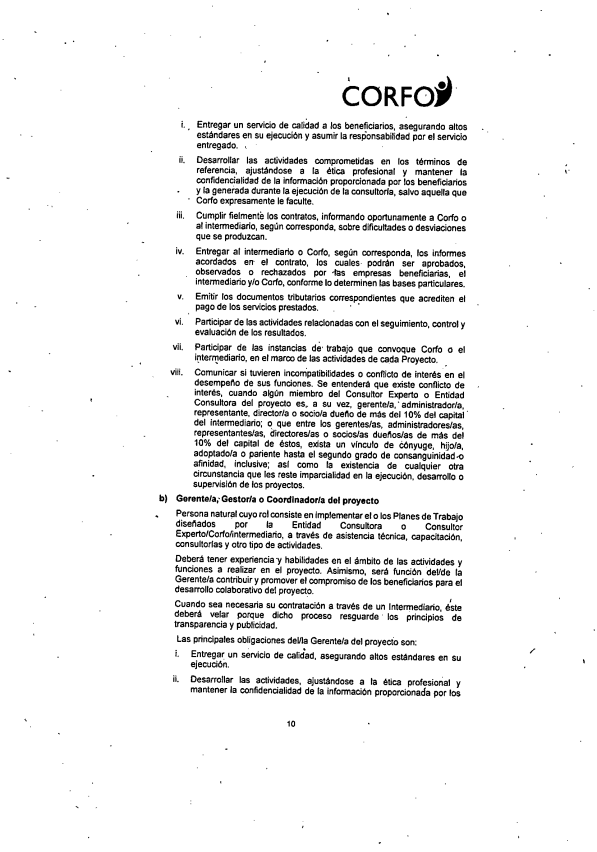 CORFO
i. Entregar un servicio de calidad a los beneficiarios, asegurando altos
estándares en su ejecución y asumir la responsabilidad por el servicio
entregado.
ii. Desarrollar las actividades comprometidas en los términos de
referencia, ajustándose a la ética profesional y mantener la
confidencialidad de la información proporcionada por los beneficiarios
y la generada durante la ejecución de la consultoría, salvo aquella que
Corfo expresamente le faculte.
iii. Cumplir fielmente los contratos, informando oportunamente a Corfo o
al intermediario, según corresponda, sobre dificultades o desviaciones
que se produzcan.
iv. Entregar al intermediario o Corfo, según corresponda, los informes
acordados en el contrato, los cuales podrán ser aprobados,
observados o rechazados por las empresas beneficiarias, el
intermediario y/o Corfo, conforme lo determinen las bases particulares.
v. Emitir los documentos tributarios correspondientes que acrediten el
pago de los servicios prestados.
vi. Participar de las actividades relacionadas con el seguimiento, control y
evaluación de los resultados.
vii. Participar de las instancias de trabajo que convoque Corfo o el
intermediario, en el marco de las actividades de cada Proyecto.
viii. Comunicar si tuvieren incompatibilidades o conflicto de interés en el
desempeño de sus funciones. Se entenderá que existe conflicto de
interés, cuando algún miembro del Consultor Experto o Entidad
Consultora del proyecto es, a su vez, gerente/a, administrador/a,
representante, director/a o socio/a dueño de más del 10% del capital
del intermediario; o que entre los gerentes/as, administradores/as,
representantes/as, directores/as o socios/as dueños/as de más del
10% del capital de éstos, exista un vínculo de cónyuge, hijo/a,
adoptado/a o pariente hasta el segundo grado de consanguinidad o
afinidad, inclusive; así como la existencia de cualquier otra
circunstancia que les reste imparcialidad en la ejecución, desarrollo o
supervisión de los proyectos.
b) Gerente/a, Gestor/a o Coordinador/a del proyecto
Persona natural cuyo rol consiste en implementar el o los Planes de Trabajo
diseñados por la Entidad Consultora o Consultor
Experto/Corfo/intermediario, a través de asistencia técnica, capacitación,
consultorías y otro tipo de actividades.
Deberá tener experiencia y habilidades en el ámbito de las actividades y
funciones a realizar en el proyecto. Asimismo, será función del/de la
Gerente/a contribuir y promover el compromiso de los beneficiarios para el
desarrollo colaborativo del proyecto.
Cuando sea necesaria su contratación a través de un Intermediario, éste
deberá velar porque dicho proceso resguarde los principios de
transparencia y publicidad.
Las principales obligaciones del/la Gerente/a del proyecto son:
i. Entregar un servicio de calidad, asegurando altos estándares en su
ejecución.
ii. Desarrollar las actividades, ajustándose a la ética profesional y
mantener la confidencialidad de la información proporcionada por los
10